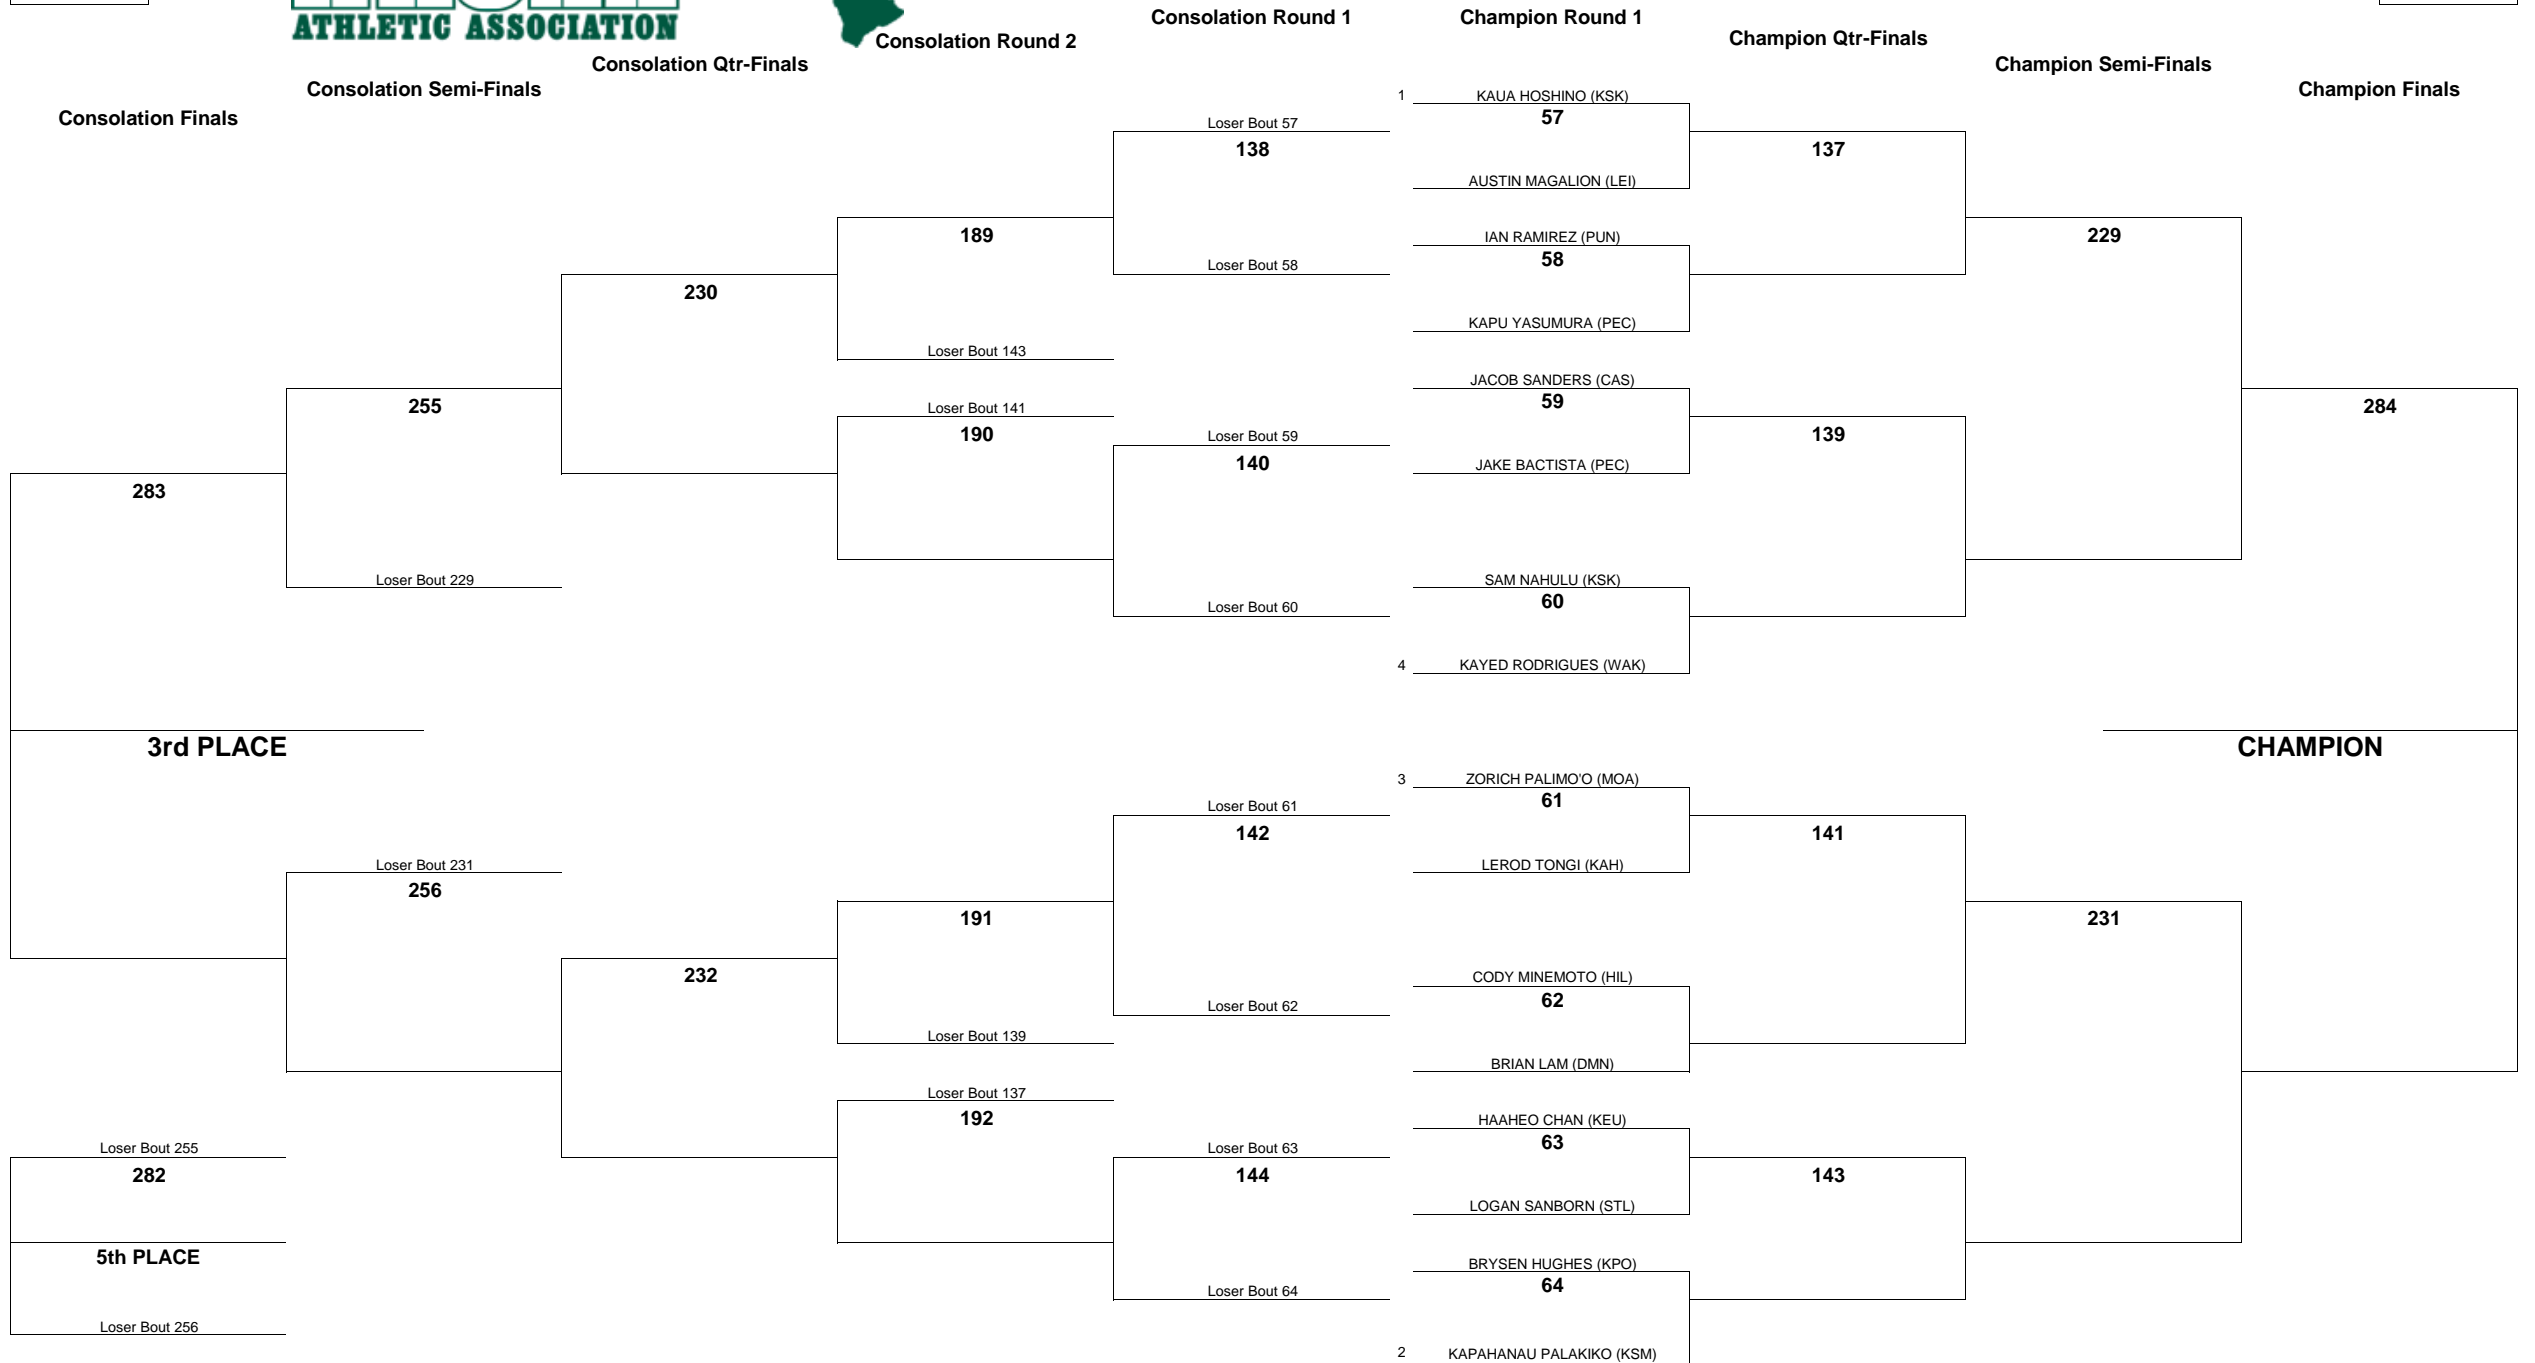 ATHLETIC ASSOCIATION
Consolation Finals
Consolation Semi-Finals
Consolation Qtr-Finals
Consolation Round 2
Consolation Round 1
Champion Round 1
Champion Qtr-Finals
Champion Semi-Finals
Champion Finals
1 KAUA HOSHINO (KSK)
57
Loser Bout 57
138
137
AUSTIN MAGALION (LEI)
189
IAN RAMIREZ (PUN)
229
58
Loser Bout 58
230
KAPU YASUMURA (PEC)
Loser Bout 143
JACOB SANDERS (CAS)
255
Loser Bout 141
59
284
190
Loser Bout 59
139
140
JAKE BACTISTA (PEC)
283
Loser Bout 229
SAM NAHULU (KSK)
60
Loser Bout 60
4 KAYED RODRIGUES (WAK)
3rd PLACE
CHAMPION
3 ZORICH PALIMO'O (MOA)
61
Loser Bout 61
142
141
Loser Bout 231
LEROD TONGI (KAH)
256
191
231
232
CODY MINEMOTO (HIL)
62
Loser Bout 62
Loser Bout 139
BRIAN LAM (DMN)
Loser Bout 137
192
HAAHEO CHAN (KEU)
63
Loser Bout 255
Loser Bout 63
282
144
143
LOGAN SANBORN (STL)
5th PLACE
BRYSEN HUGHES (KPO)
64
Loser Bout 64
Loser Bout 256
2 KAPAHANAU PALAKIKO (KSM)